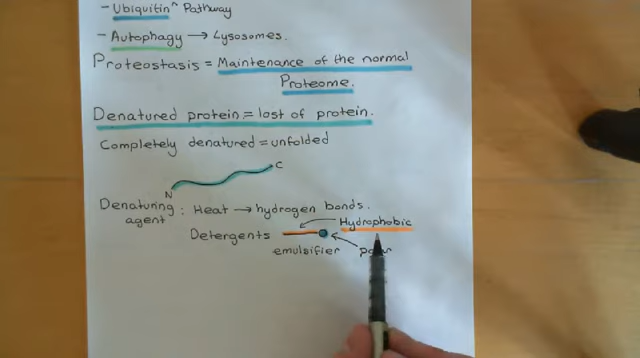 - Ubiquitin^ Pathway
- Autophagy → Lysosomes.
Proteostasis = Maintenance of the normal
Proteome.
Denatured protein = lost of protein.
Completely denatured = unfolded
C
N
Denaturing agent : Heat → hydrogen bonds.
Hydrophobic
Detergents
emulsifier